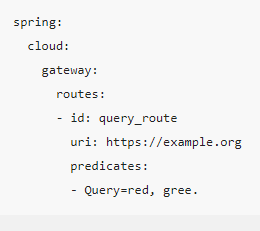 spring:
  cloud:
    gateway:
      routes:
      - id: query_route
        uri: https://example.org
        predicates:
        - Query=red, gree.